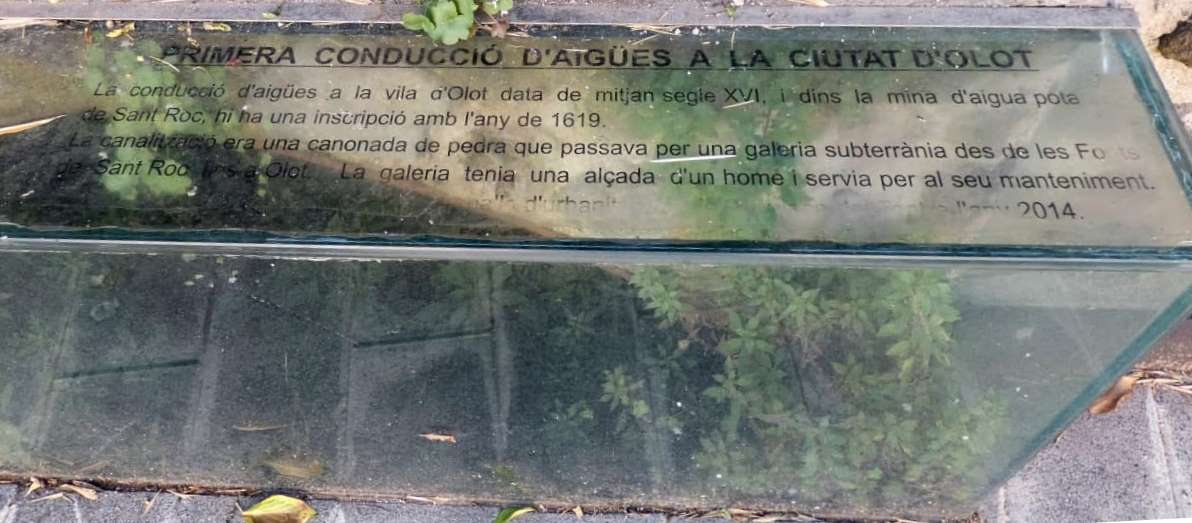 PRIMERA CONDUCCIÓ D'AIGÜES A LA CIUTAT D'OLOT
La conducció d'aigües a la vila d'Olot data de mitjan segle XVI, i dins la mina d'aigua pota
de Sant Roc, hi ha una inscripció amb l'any de 1619.
La canalització era una canonada de pedra que passava per una galeria subterrània des de les
de Sant Roc fins a Olot. La galeria tenia una alçada d'un home i servia per al seu manteniment.
l'any 2014.